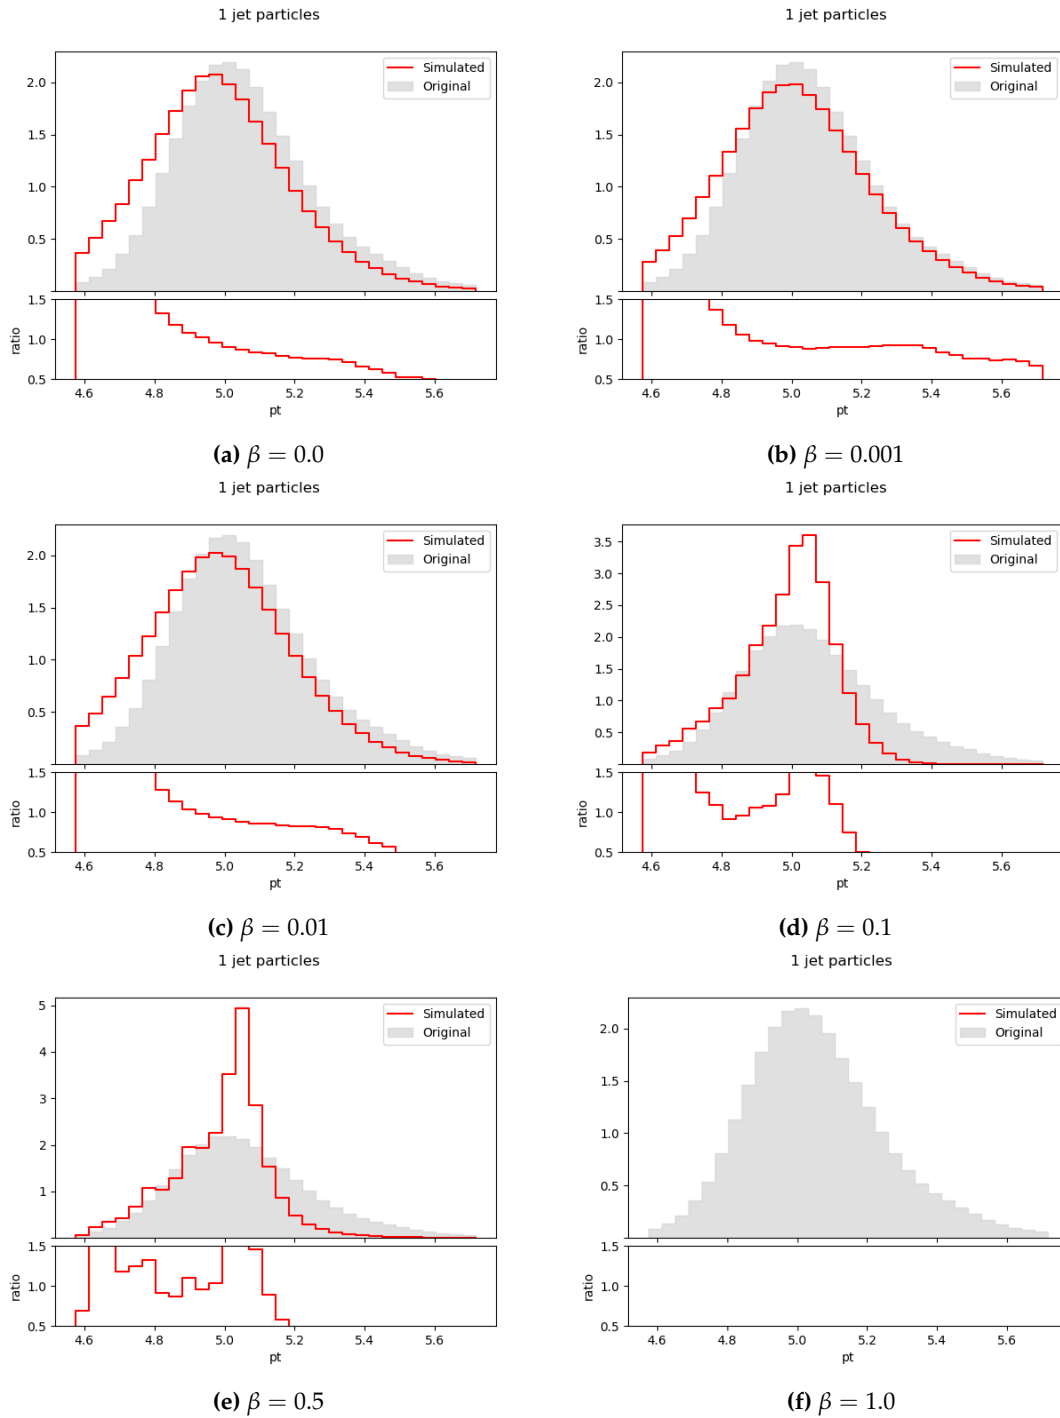 1 jet particles
Simulated
Original
2.0
1.5
1.0
0.5
1.5
1.0
0.5
ratio
4.6 4.8 5.0 5.2 5.4 5.6
pt
(a) β = 0.0
1 jet particles
Simulated
Original
2.0
1.5
1.0
0.5
1.5
1.0
0.5
ratio
4.6 4.8 5.0 5.2 5.4 5.6
pt
(b) β = 0.001
1 jet particles
Simulated
Original
2.0
1.5
1.0
0.5
1.5
1.0
0.5
ratio
4.6 4.8 5.0 5.2 5.4 5.6
pt
(c) β = 0.01
1 jet particles
Simulated
Original
3.5
3.0
2.5
2.0
1.5
1.0
0.5
1.5
1.0
0.5
ratio
4.6 4.8 5.0 5.2 5.4 5.6
pt
(d) β = 0.1
1 jet particles
Simulated
Original
5
4
3
2
1
1.5
1.0
0.5
ratio
4.6 4.8 5.0 5.2 5.4 5.6
pt
(e) β = 0.5
1 jet particles
Simulated
Original
2.0
1.5
1.0
0.5
1.5
1.0
0.5
ratio
4.6 4.8 5.0 5.2 5.4 5.6
pt
(f) β = 1.0